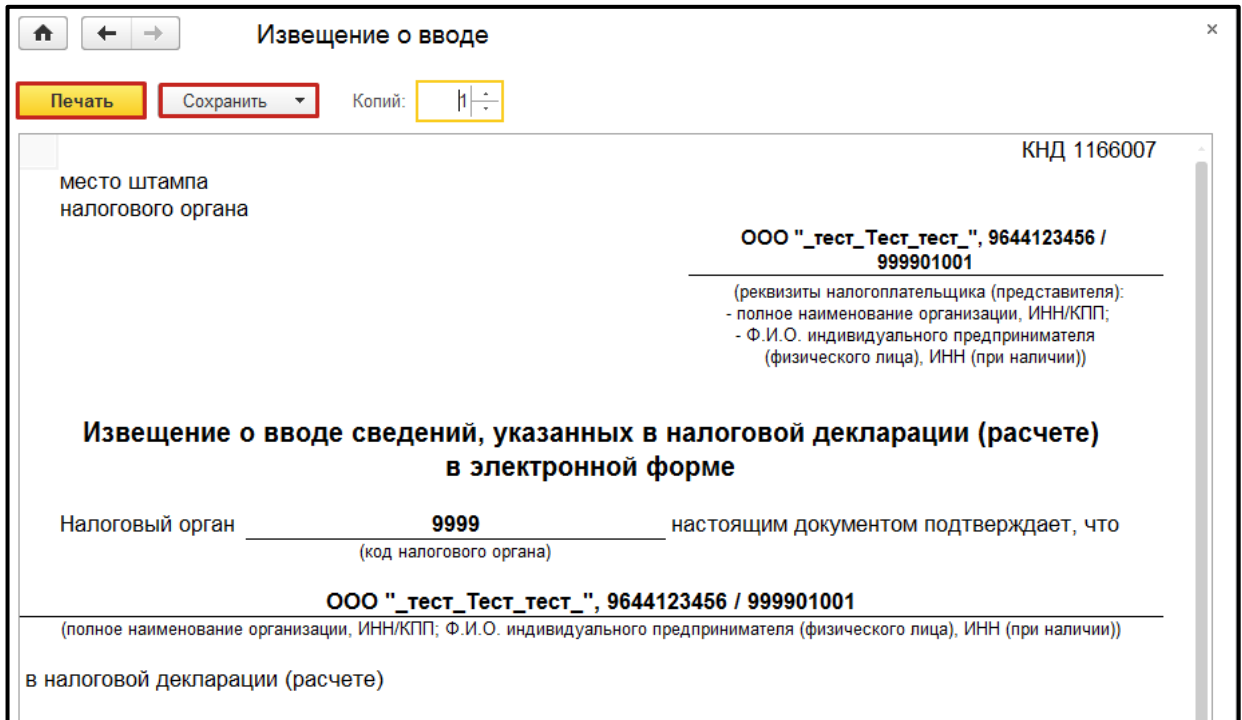 Извещение о вводе
Печать
Сохранить
Копий:
1
КНД 1166007
место штампа
налогового органа
ООО "_тест_Тест_тест_", 9644123456 /
999901001
(реквизиты налогоплательщика (представителя):
- полное наименование организации, ИНН/КПП;
- Ф.И.О. индивидуального предпринимателя
(физического лица), ИНН (при наличии))
Извещение о вводе сведений, указанных в налоговой декларации (расчете)
в электронной форме
Налоговый орган 9999 настоящим документом подтверждает, что
(код налогового органа)
ООО "_тест_Тест_тест_", 9644123456 / 999901001
(полное наименование организации, ИНН/КПП; Ф.И.О. индивидуального предпринимателя (физического лица), ИНН (при наличии))
в налоговой декларации (расчете)